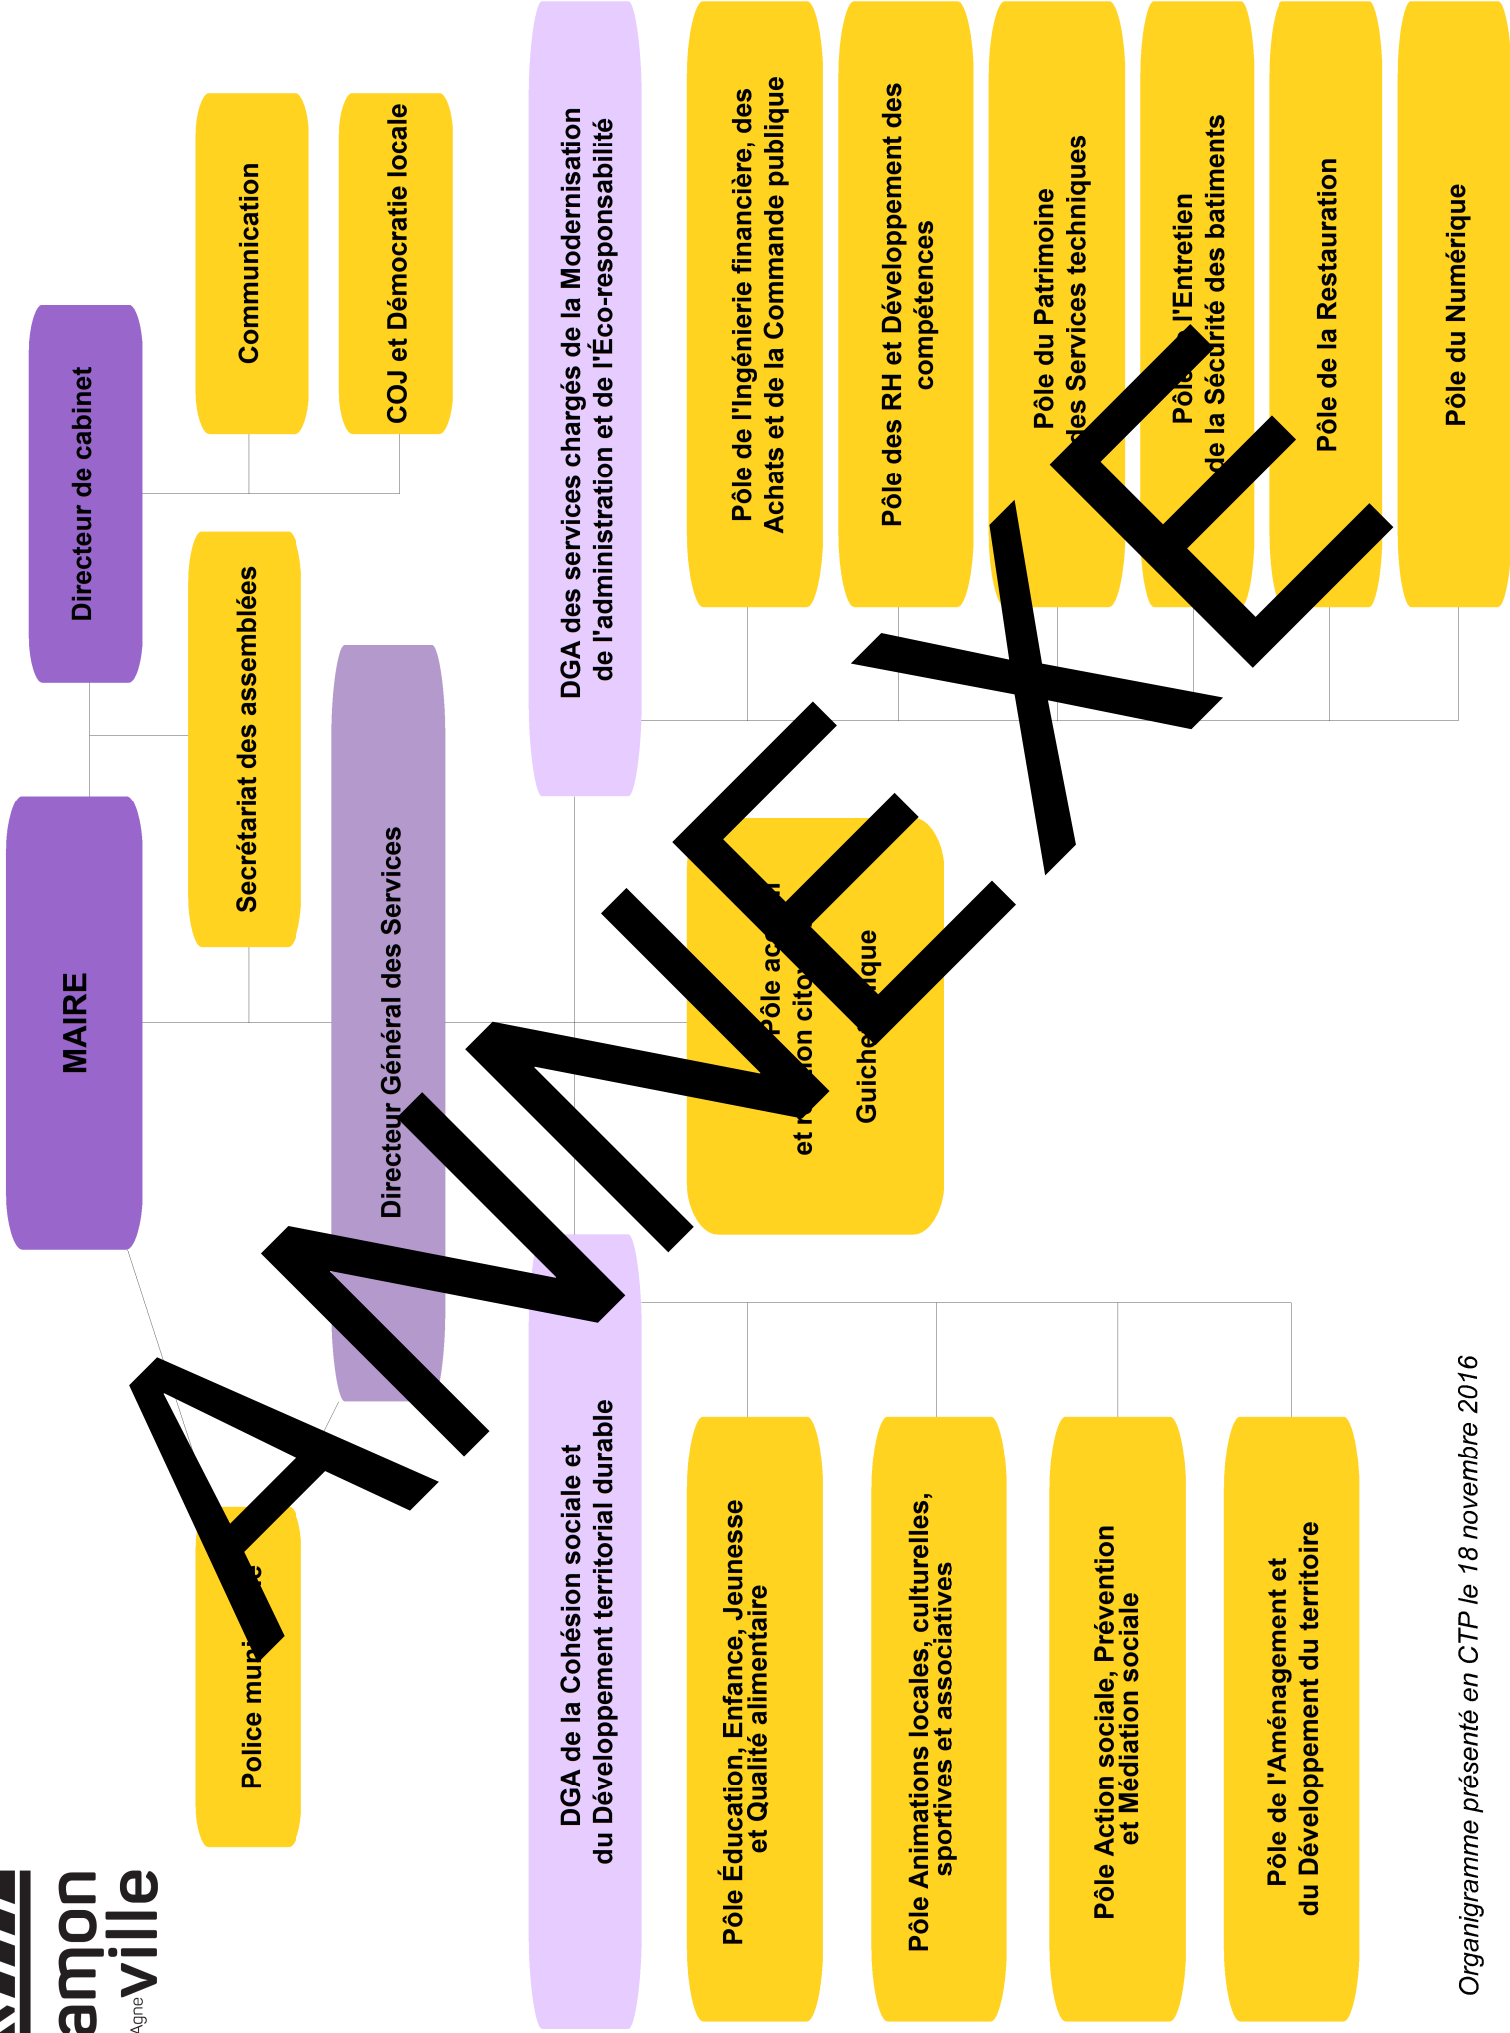 amon
Agne ville
MAIRE
Directeur de cabinet
Police
Secrétariat des assemblées
Communication
COJ et Démocratie locale
Directeur Général des Services
DGA de la Cohésion sociale et
du Développement territorial durable
DGA des services chargés de la Modernisation
de l'administration et de l'Éco-responsabilité
Pôle Éducation, Enfance, Jeunesse
et Qualité alimentaire
Pôle Animations locales, culturelles,
sportives et associatives
Pôle Action sociale, Prévention
et Médiation sociale
Pôle de l'Aménagement et
du Développement du territoire
Pôle
et
Pôle de l'Ingénierie financière, des
Achats et de la Commande publique
Pôle des RH et Développement des
compétences
Pôle du Patrimoine
des Services techniques
Pôle l'Entretien
de la Sécurité des batiments
Pôle de la Restauration
Pôle du Numérique
ANNEXE
Organigramme présenté en CTP le 18 novembre 2016